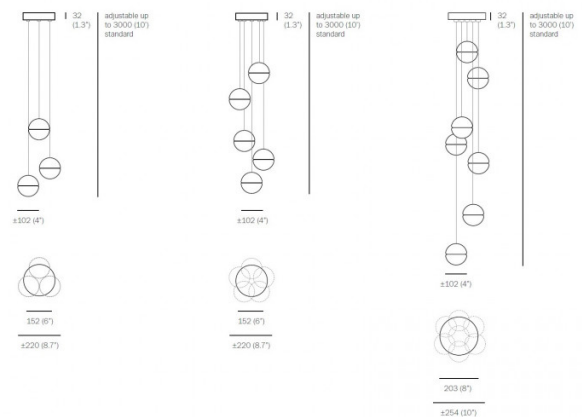 32
(1.3")
adjustable up
to 3000 (10')
standard
32
(1.3")
adjustable up
to 3000 (10')
standard
32
(1.3")
adjustable up
to 3000 (10')
standard
±102 (4")
±102 (4")
±102 (4")
152 (6")
±220 (8.7")
152 (6")
±220 (8.7")
203 (8")
±254 (10")